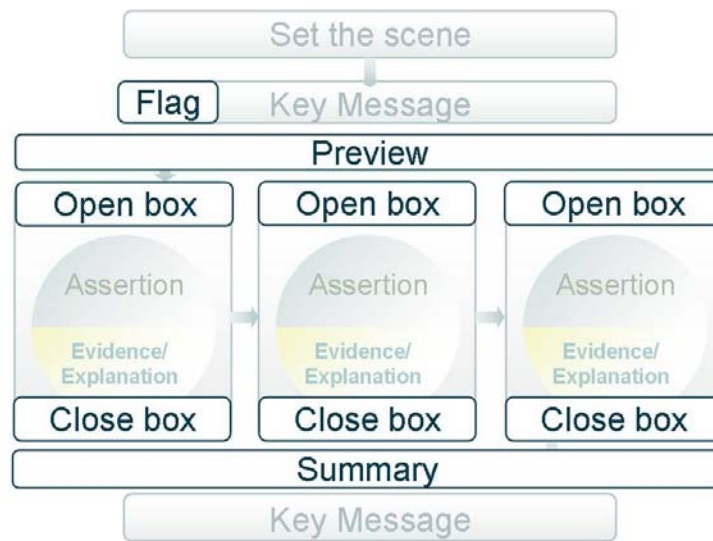 Set the scene
Flag Key Message
Preview
Open box Open box Open box
Assertion Assertion Assertion
Evidence/ Evidence/ Evidence/
Explanation Explanation Explanation
Close box Close box Close box
Summary
Key Message